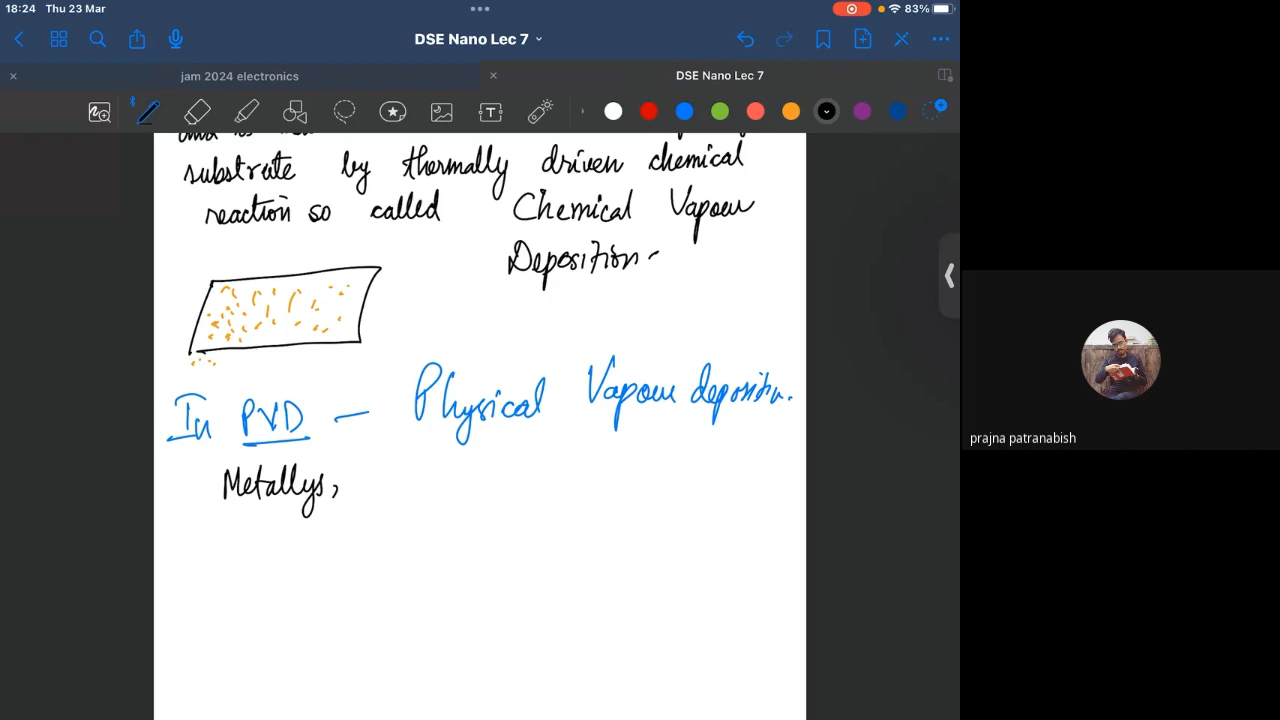 18:24 Thu 23 Mar
83%
DSE Nano Lec 7
jam 2024 electronics
DSE Nano Lec 7
substrate by thermally driven chemical
reaction so called Chemical Vapour
Deposition -
In PVD - Physical Vapour deposition.
Metallys,
prajna patranabish